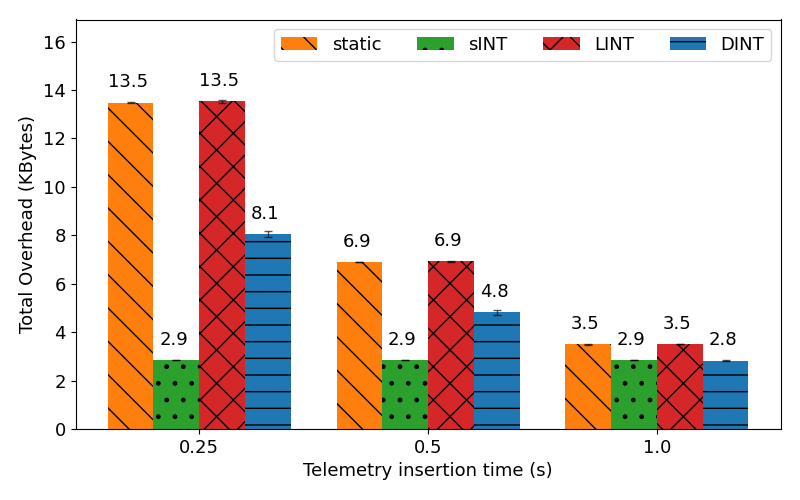 static sINT LINT DINT
Total Overhead (KBytes)
16
14
12
10
8
6
4
2
0
13.5 2.9 13.5 8.1
6.9 2.9 6.9 4.8
3.5 2.9 3.5 2.8
0.25 0.5 1.0
Telemetry insertion time (s)